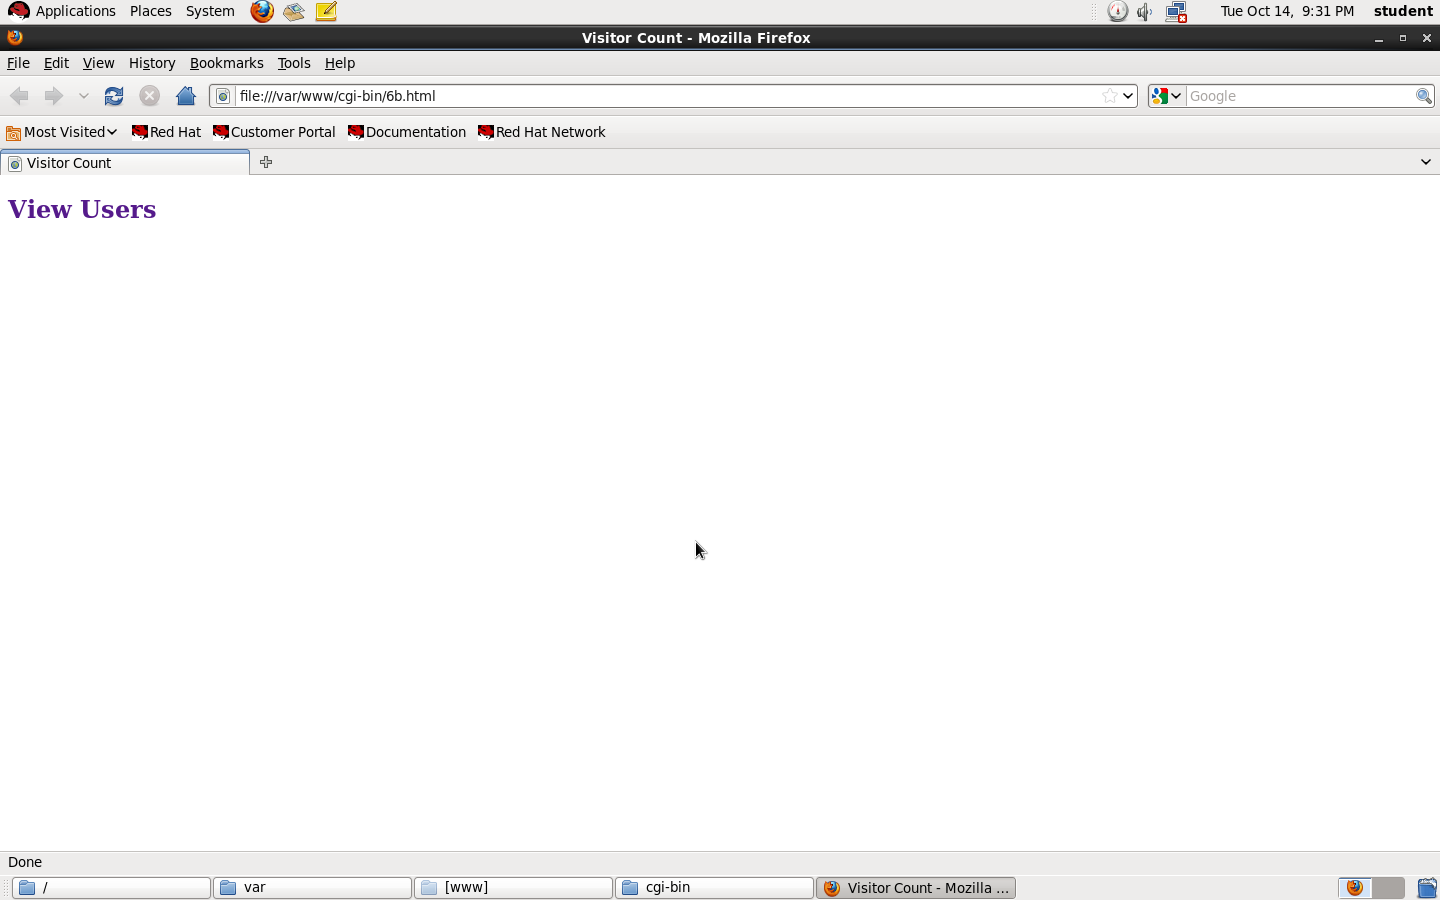 Applications Places System Tue Oct 14, 9:31 PM student
Visitor Count - Mozilla Firefox
File Edit View History Bookmarks Tools Help
file:///var/www/cgi-bin/6b.html Google
Most Visited Red Hat Customer Portal Documentation Red Hat Network
Visitor Count
View Users
Done
/ var [www] cgi-bin Visitor Count - Mozilla ...